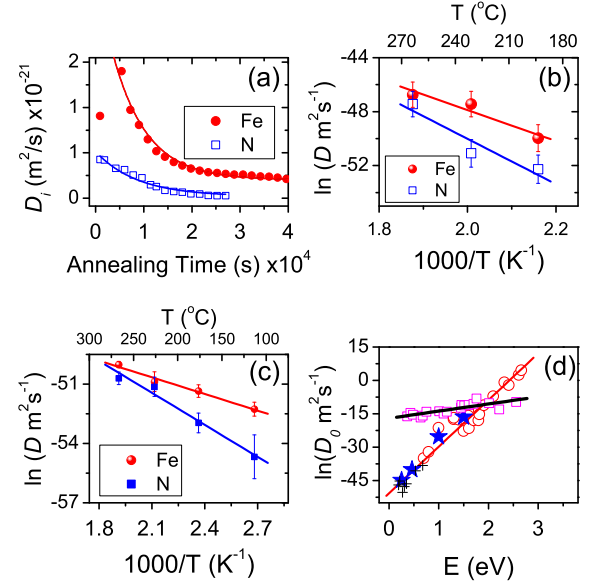 (a)
Fe
N
2
1
1
0
D_i (m²/s) x10⁻²¹
0 1 2 3 4
Annealing Time (s) x10⁴
T (°C)
270 240 210 180
(b)
Fe
N
-44
-48
-52
ln (D m²s⁻¹)
1.8 2.0 2.2
1000/T (K⁻¹)
T (°C)
300 250 200 150 100
(c)
Fe
N
-51
-54
-57
ln (D m²s⁻¹)
1.8 2.1 2.4 2.7
1000/T (K⁻¹)
(d)
15
0
-15
-30
-45
ln(D₀ m²s⁻¹)
0 1 2 3
E (eV)